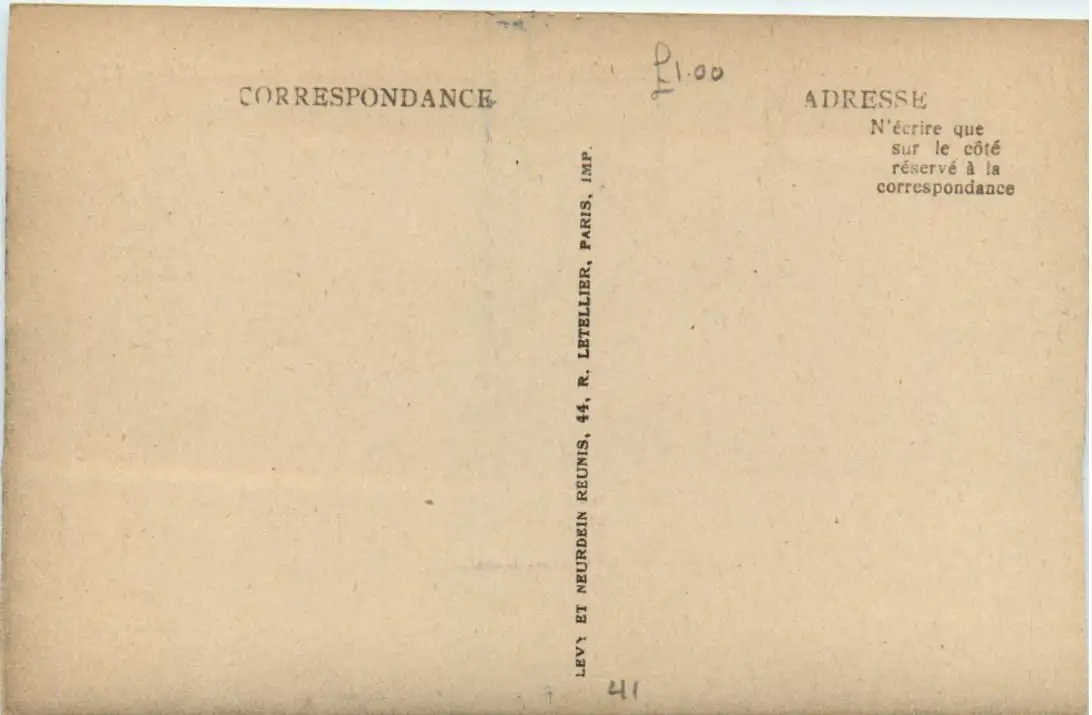 £1.00
CORRESPONDANCE
ADRESSE
N'écrire que
sur le côté
réservé à la
correspondance
LEVY ET NEURDEIN REUNIS, 44, R. LETELLIER, PARIS, IMP.
41